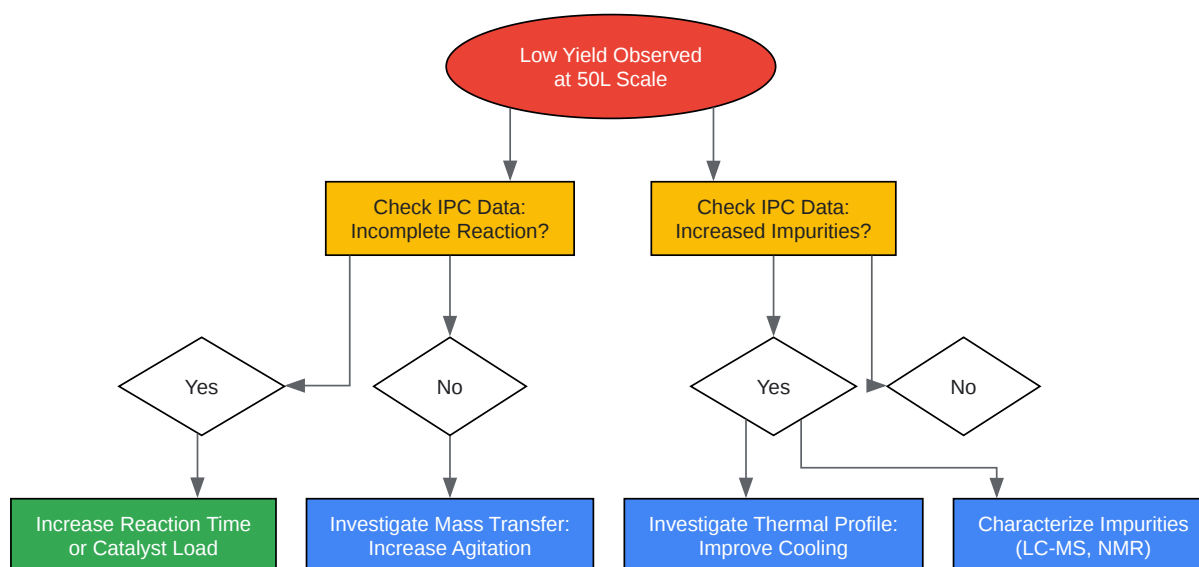 Low Yield Observed
at 50L Scale
Check IPC Data:
Incomplete Reaction?
Check IPC Data:
Increased Impurities?
Yes
No
Yes
No
Increase Reaction Time
or Catalyst Load
Investigate Mass Transfer:
Increase Agitation
Investigate Thermal Profile:
Improve Cooling
Characterize Impurities
(LC-MS, NMR)